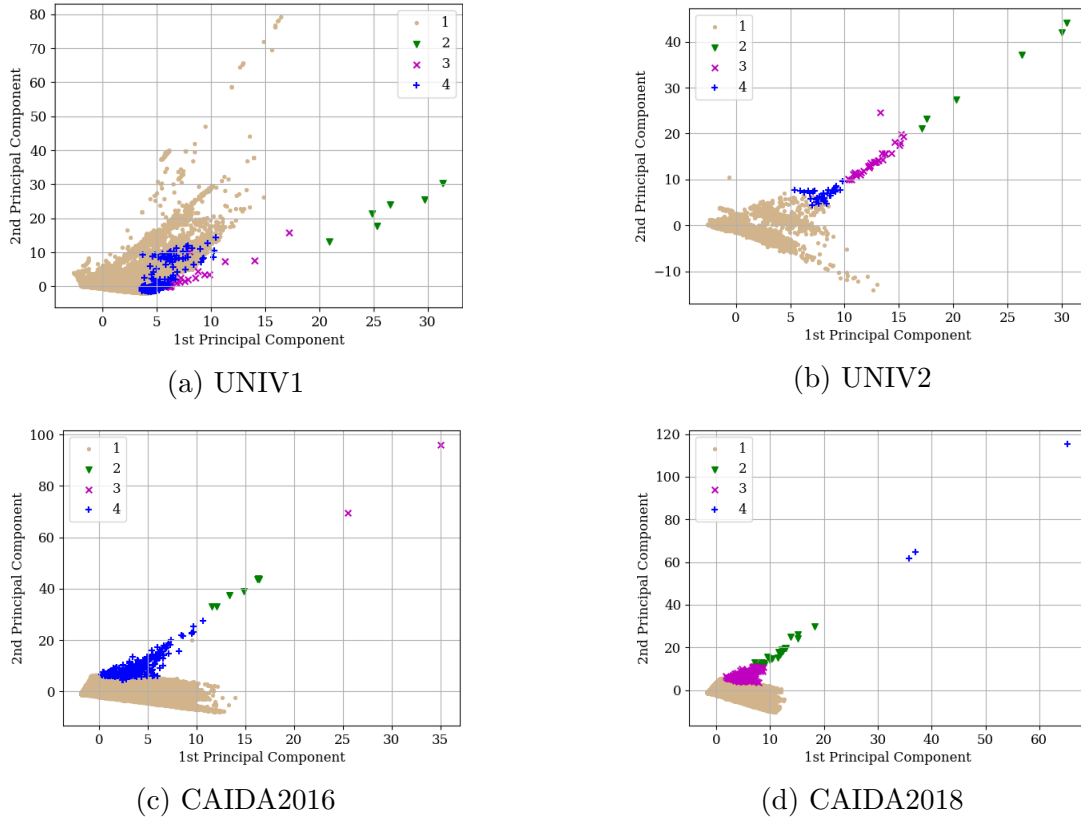 80
70
60
50
40
30
20
10
0
2nd Principal Component
1
2
3
4
0 5 10 15 20 25 30
1st Principal Component
(a) UNIV1
40
30
20
10
0
−10
2nd Principal Component
1
2
3
4
0 5 10 15 20 25 30
1st Principal Component
(b) UNIV2
100
80
60
40
20
0
2nd Principal Component
1
2
3
4
0 5 10 15 20 25 30 35
1st Principal Component
(c) CAIDA2016
120
100
80
60
40
20
0
2nd Principal Component
1
2
3
4
0 10 20 30 40 50 60
1st Principal Component
(d) CAIDA2018